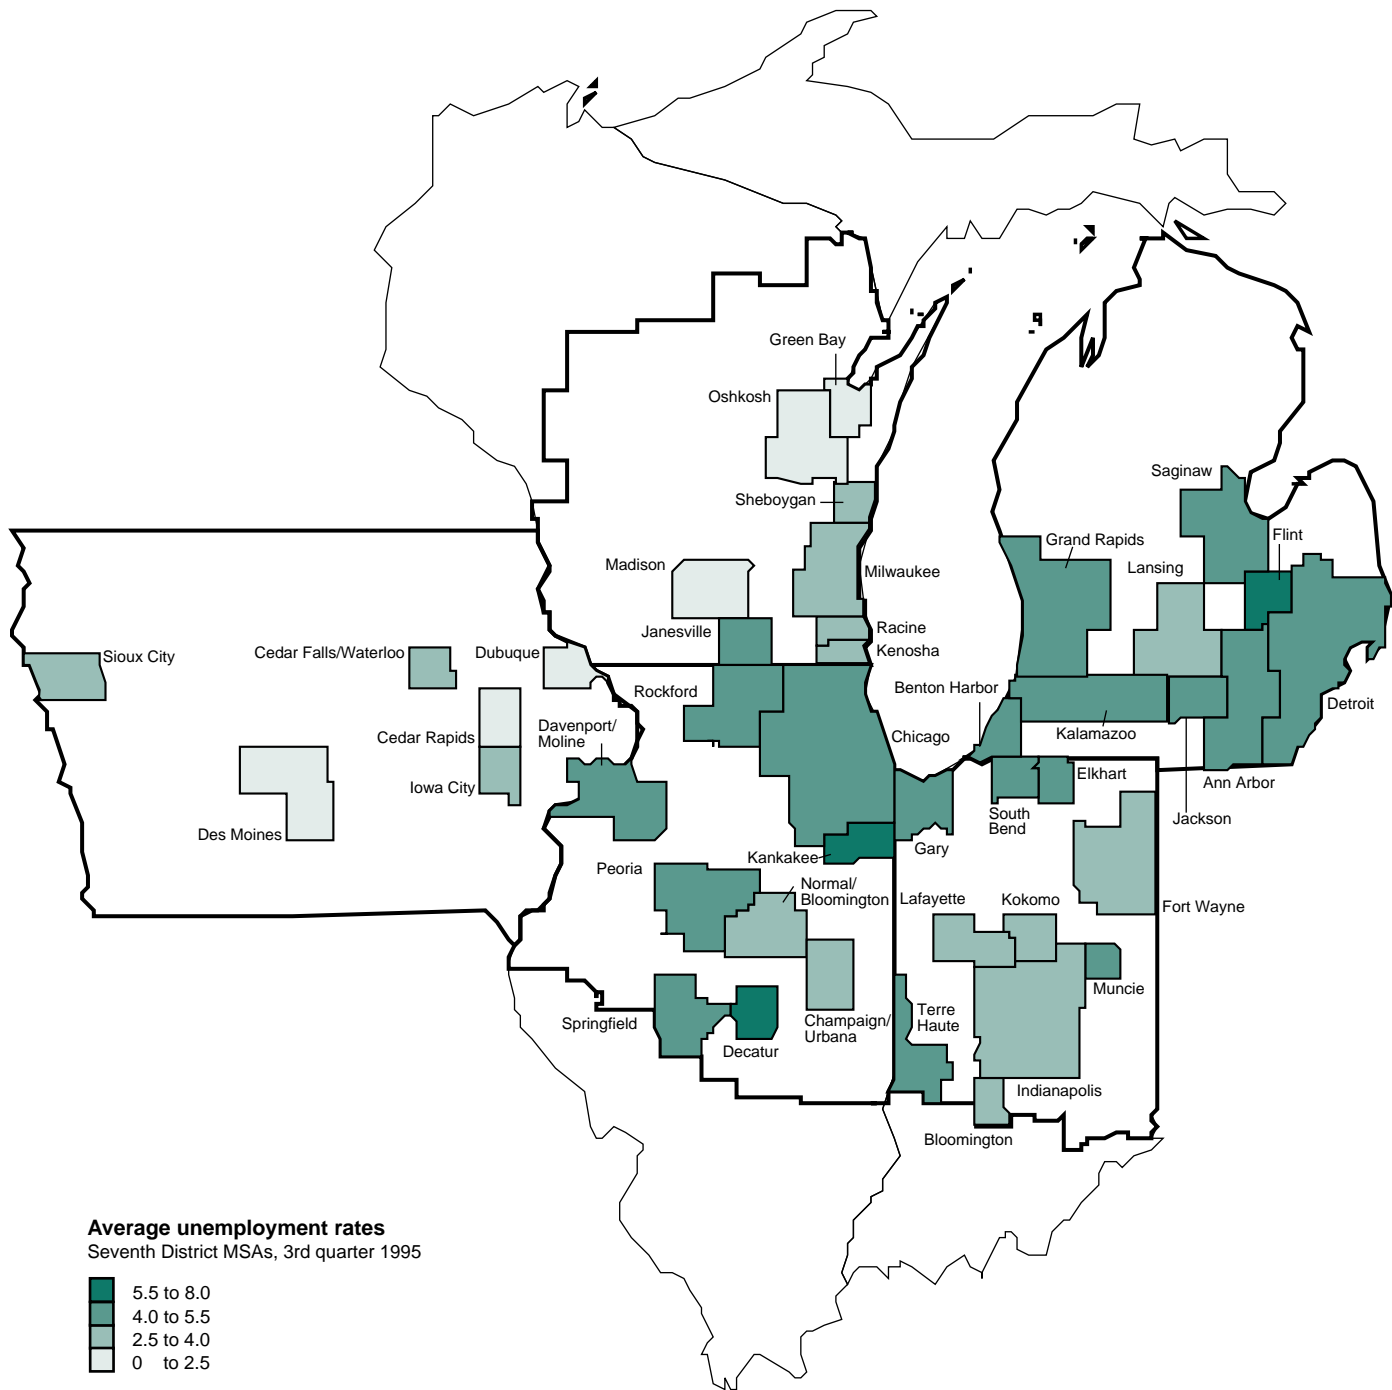 Green Bay
Oshkosh
Saginaw
Sheboygan
Flint
Grand Rapids
Madison
Lansing
Milwaukee
Janesville
Racine
Sioux City
Cedar Falls/Waterloo
Dubuque
Kenosha
Rockford
Benton Harbor
Detroit
Davenport/
Moline
Cedar Rapids
Chicago
Kalamazoo
Elkhart
Ann Arbor
Iowa City
South
Bend
Jackson
Des Moines
Gary
Kankakee
Peoria
Normal/
Bloomington
Lafayette
Kokomo
Fort Wayne
Muncie
Springfield
Terre
Haute
Champaign/
Urbana
Decatur
Indianapolis
Bloomington
Average unemployment rates
Seventh District MSAs, 3rd quarter 1995
5.5 to 8.0
4.0 to 5.5
2.5 to 4.0
0 to 2.5